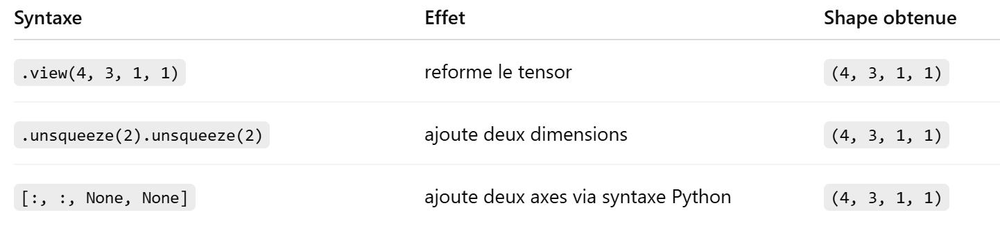 Syntaxe Effet Shape obtenue
.view(4, 3, 1, 1) reforme le tensor (4, 3, 1, 1)
.unsqueeze(2).unsqueeze(2) ajoute deux dimensions (4, 3, 1, 1)
[:, :, None, None] ajoute deux axes via syntaxe Python (4, 3, 1, 1)